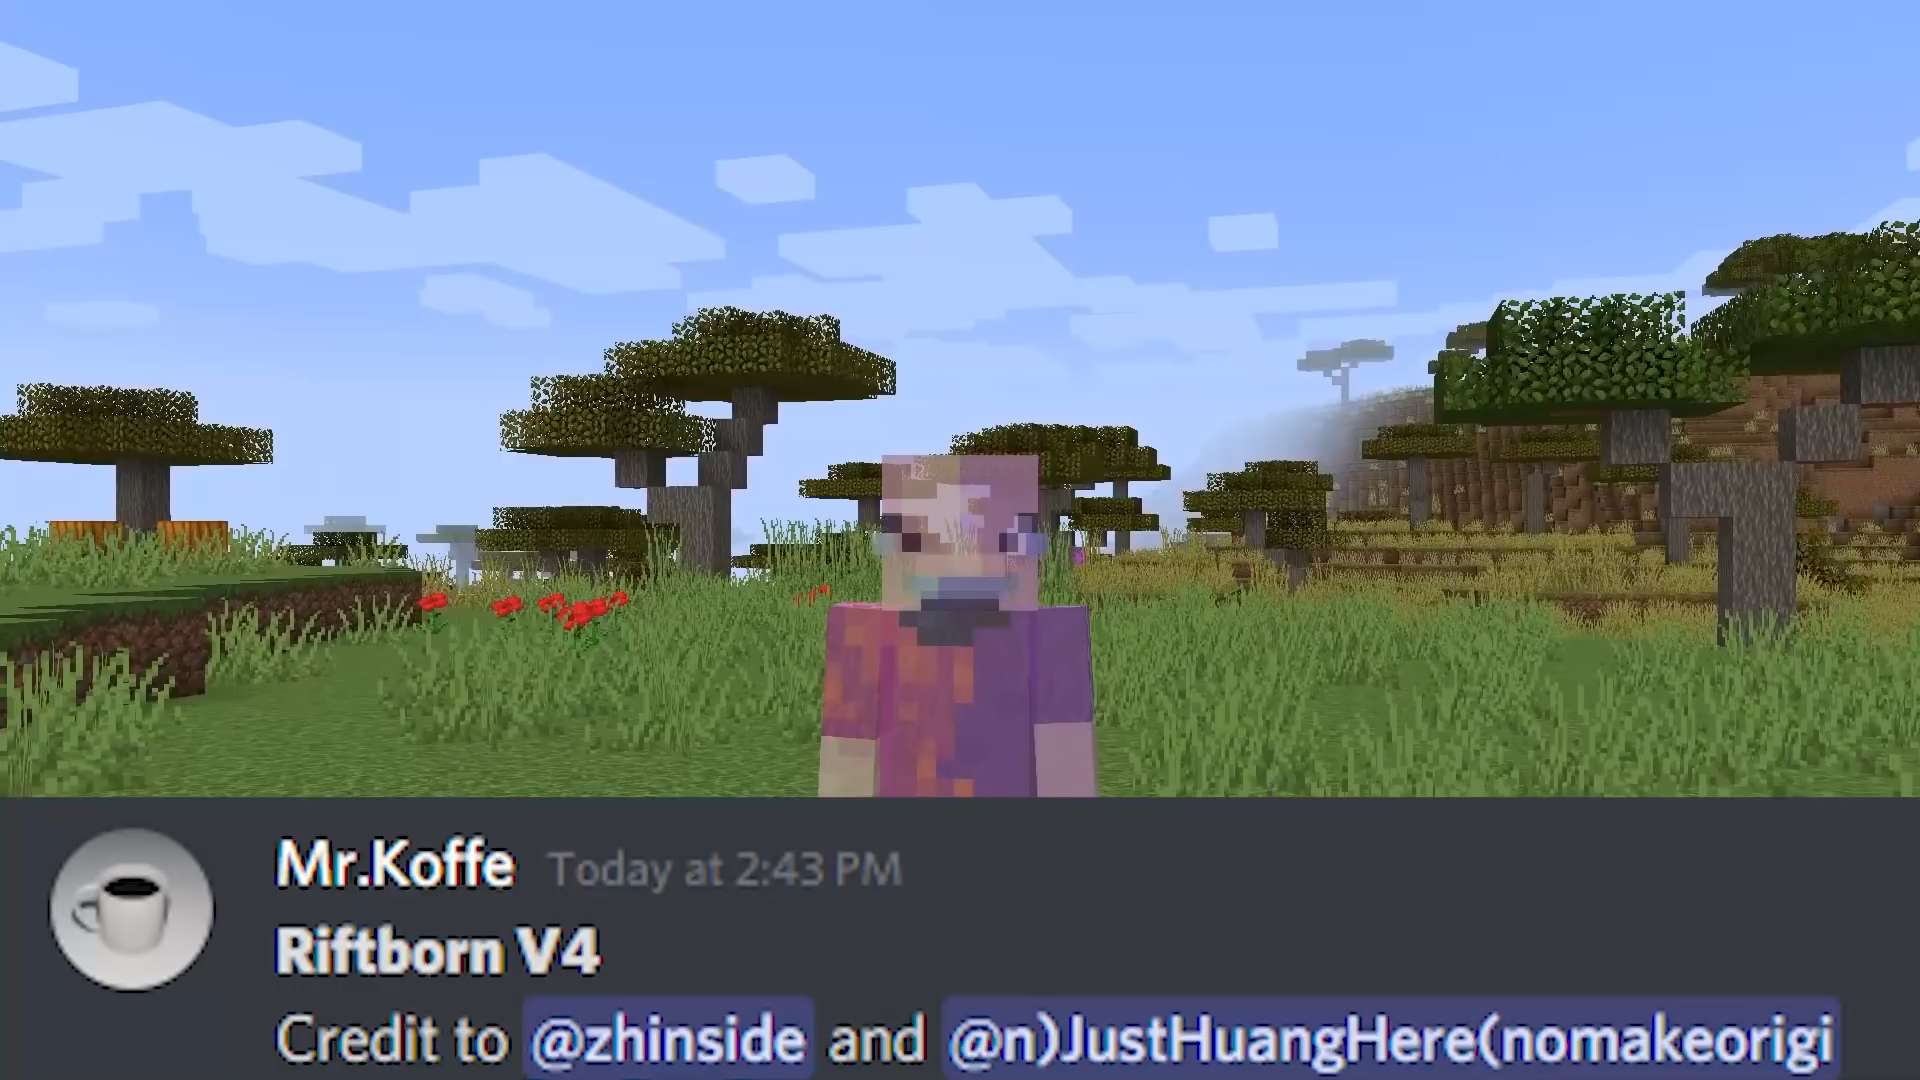 Mr.Koffe Today at 2:43 PM
Riftborn V4
Credit to @zhinside and @n)JustHuangHere(nomakeorigi